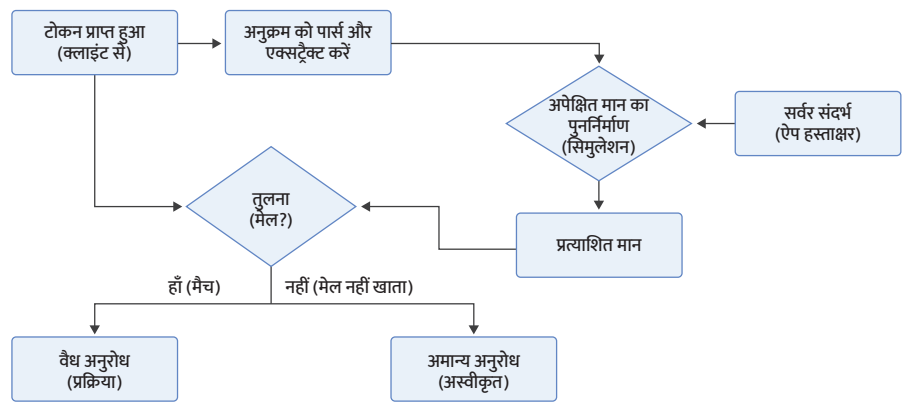 टोकन प्राप्त हुआ
(क्लाइंट से)
अनुक्रम को पार्स और
एक्सट्रैक्ट करें
अपेक्षित मान का
पुनर्निर्माण
(सिमुलेशन)
सर्वर संदर्भ
(ऐप हस्ताक्षर)
तुलना
(मेल?)
प्रत्याशित मान
हाँ (मैच)
नहीं (मेल नहीं खाता)
वैध अनुरोध
(प्रक्रिया)
अमान्य अनुरोध
(अस्वीकृत)